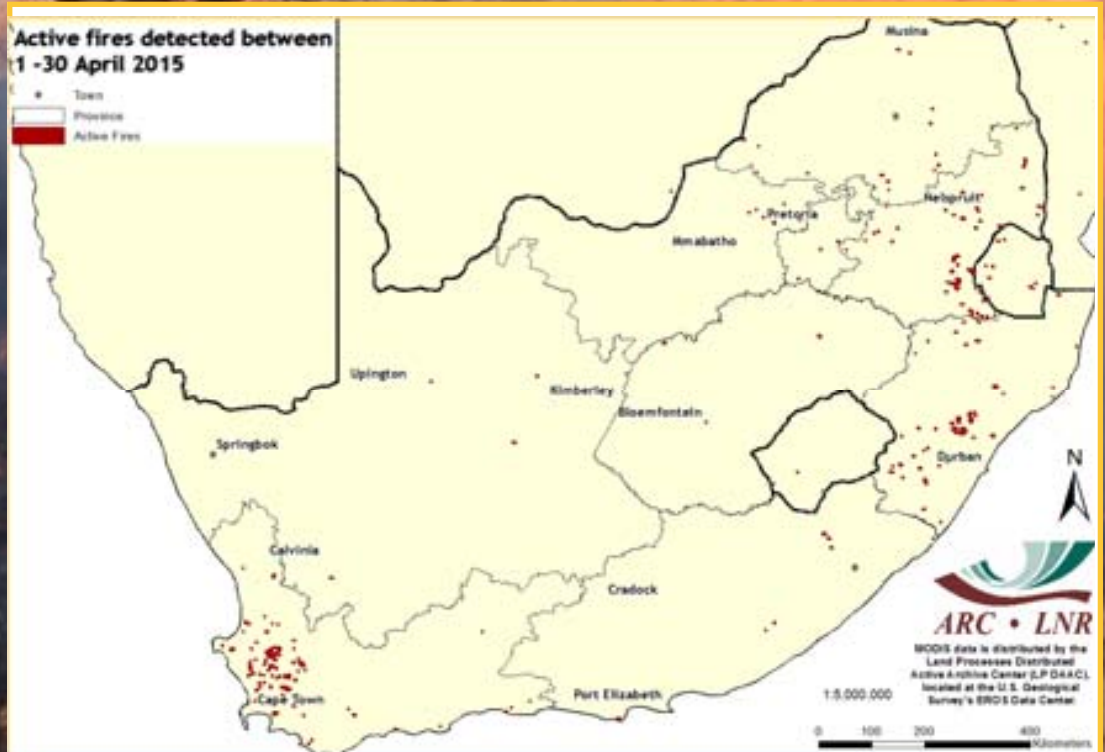 Active fires detected between
1 -30 April 2015
Town
Province
Active Fires
Musina
Nelspruit
Pretoria
Mmabatho
Upington
Kimberley
Bloemfontein
Springbok
Durban
N
Calvinia
Cradock
ARC • LNR
MODIS data is distributed by the
Land Processes Distributed
Active Archive Center (LP DAAC),
located at the U.S. Geological
Survey's EROS Data Center.
Cape Town
Port Elizabeth
1:5,000,000
0 100 200 400
Kilometers